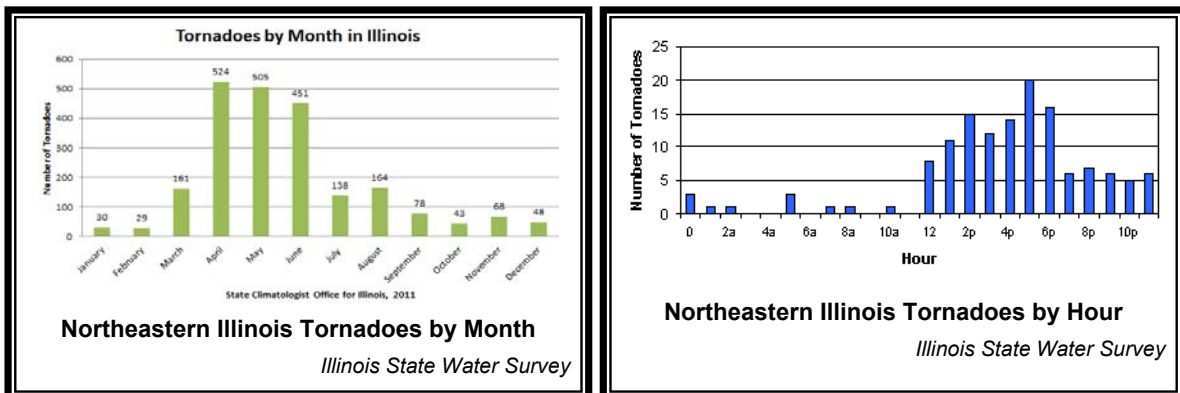 Tornadoes by Month in Illinois
Number of Tornadoes
600
500
400
300
200
100
0
30
29
161
524
505
451
138
164
78
43
68
48
January
February
March
April
May
June
July
August
September
October
November
December
State Climatologist Office for Illinois, 2011
Northeastern Illinois Tornadoes by Month
Illinois State Water Survey
Number of Tornadoes
25
20
15
10
5
0
0
2a
4a
6a
8a
10a
12
2p
4p
6p
8p
10p
Hour
Northeastern Illinois Tornadoes by Hour
Illinois State Water Survey